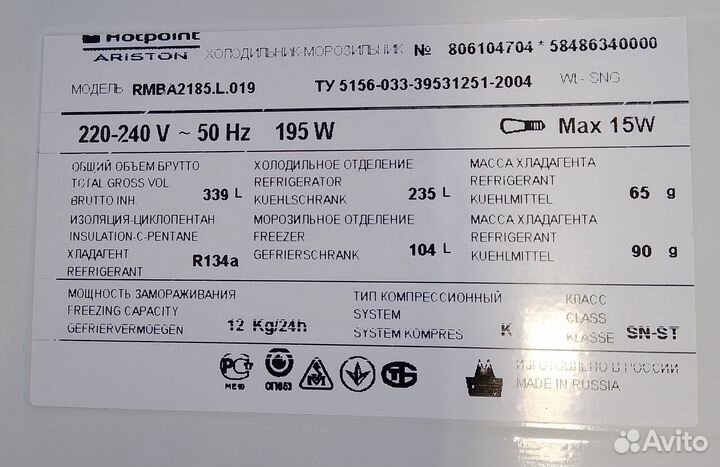 Hotpoint
ARISTON ХОЛОДИЛЬНИК-МОРОЗИЛЬНИК № 806104704 * 58486340000
МОДЕЛЬ RMBA2185.L.019 ТУ 5156-033-39531251-2004 Wt- SNG
220-240 V ~ 50 Hz 195 W Max 15W
ОБЩИЙ ОБЪЕМ БРУТТО ХОЛОДИЛЬНОЕ ОТДЕЛЕНИЕ МАССА ХЛАДАГЕНТА
TOTAL GROSS VOL REFRIGERATOR REFRIGERANT
BRUTTO INH. 339 L KUEHLSCHRANK 235 L KUEHLMITTEL 65 g
ИЗОЛЯЦИЯ-ЦИКЛОПЕНТАН МОРОЗИЛЬНОЕ ОТДЕЛЕНИЕ МАССА ХЛАДАГЕНТА
INSULATION-C-PENTANE FREEZER REFRIGERANT
ХЛАДАГЕНТ R134a GEFRIERSCHRANK 104 L KUEHLMITTEL 90 g
REFRIGERANT
МОЩНОСТЬ ЗАМОРАЖИВАНИЯ ТИП КОМПРЕССИОННЫЙ КЛАСС
FREEZING CAPACITY SYSTEM CLASS
GEFRIERVERMOEGEN 12 Kg/24h SYSTEM KOMPRES K KLASSE SN-ST
ME10 ОП063 ИЗГОТОВЛЕНО В РОССИИ
MADE IN RUSSIA
Avito